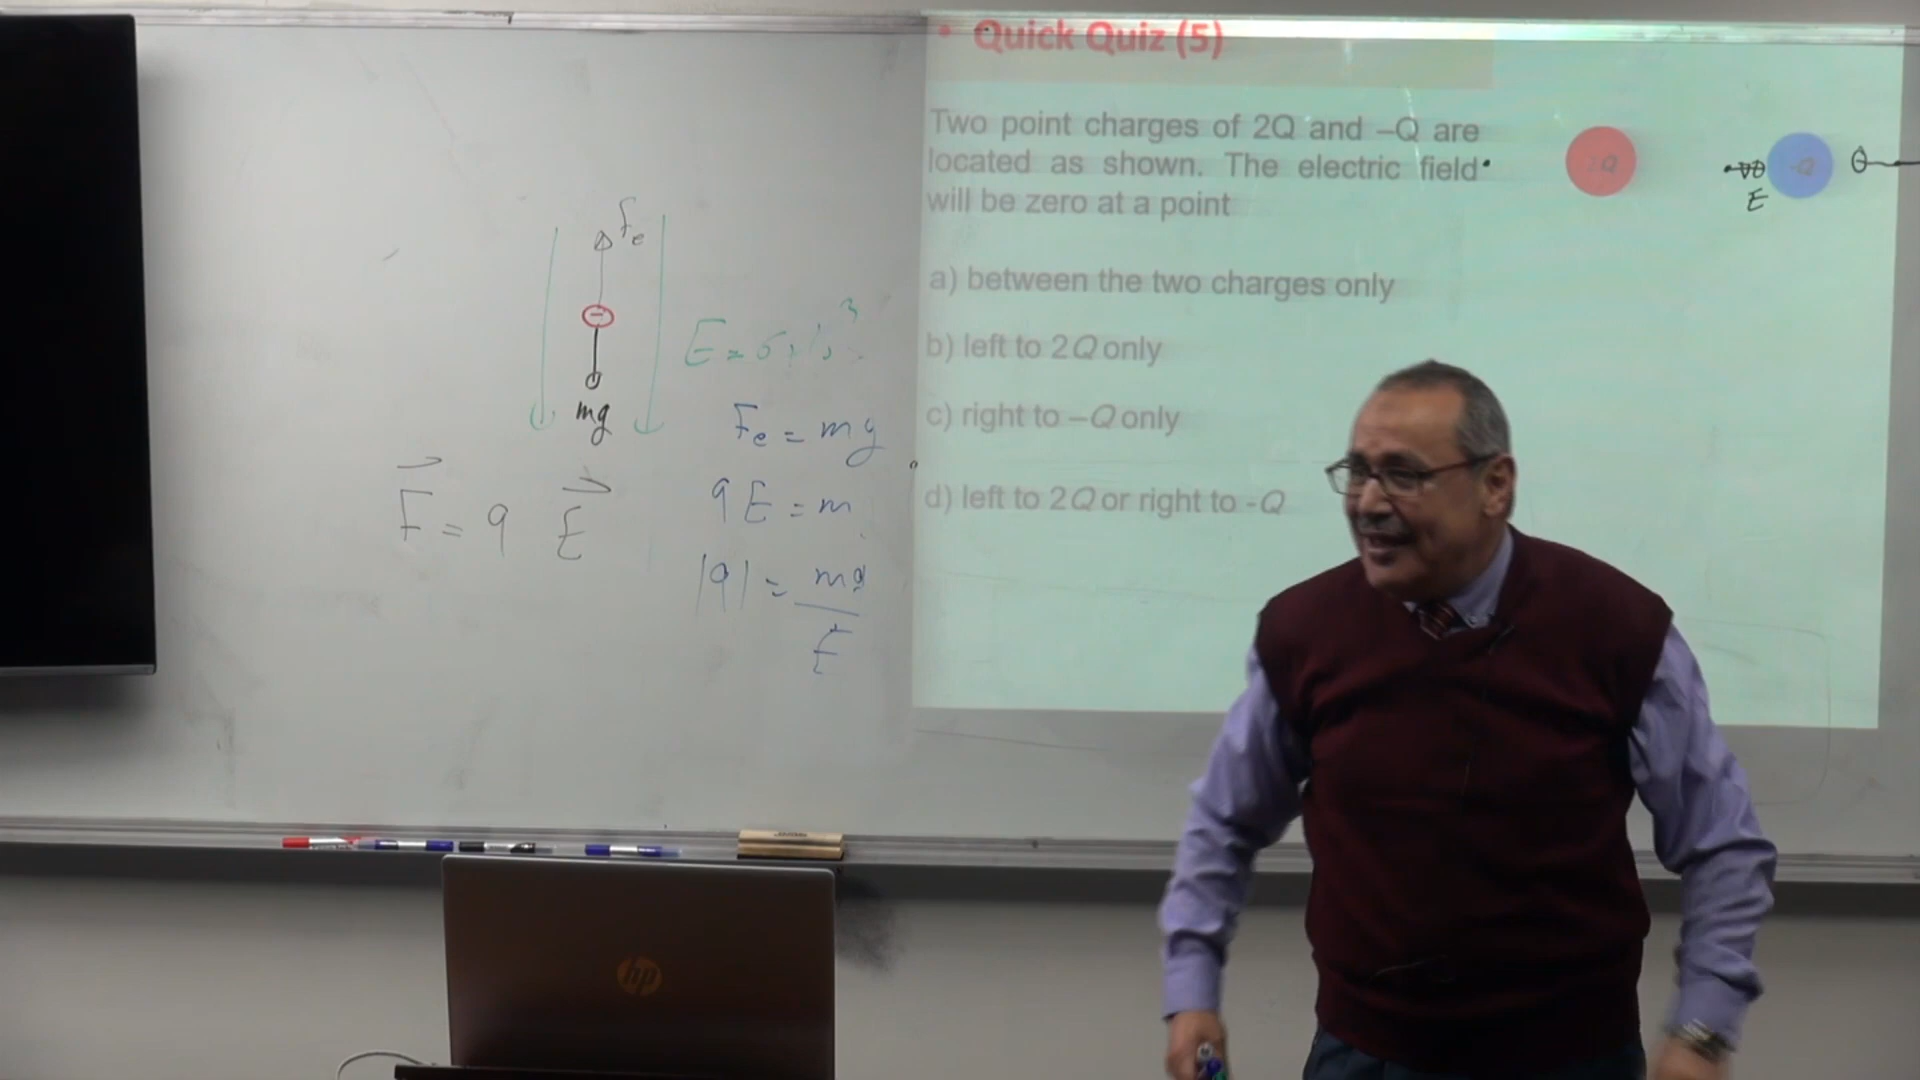 • Quick Quiz (5)
Two point charges of 2Q and –Q are
located as shown. The electric field
will be zero at a point
a) between the two charges only
b) left to 2Q only
c) right to –Q only
d) left to 2Q or right to -Q
-Q
E
fe
mg
F = q E
Fe = mg
qE = m
|q| = mg
E
hp